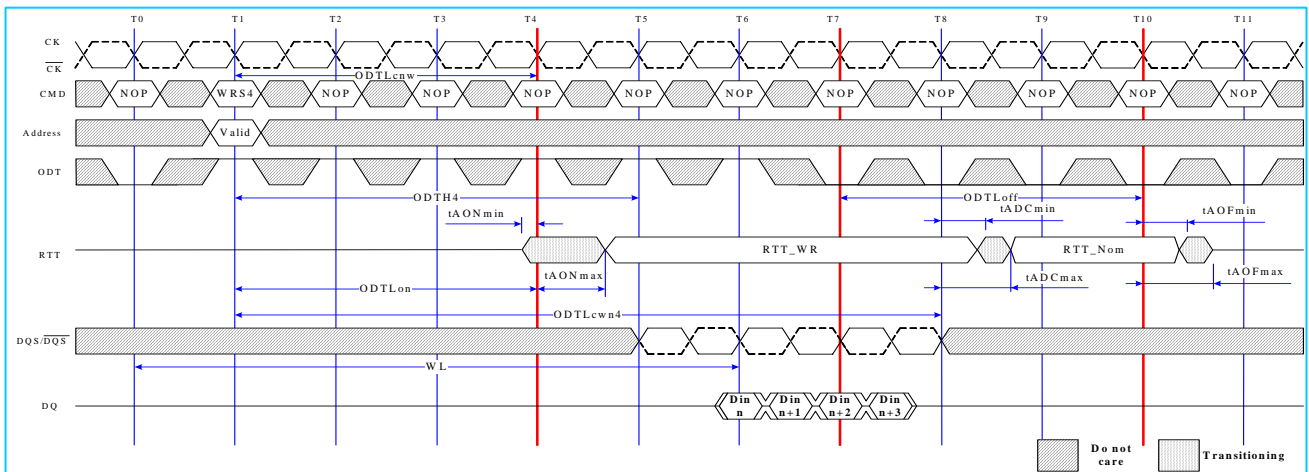 T0 T1 T2 T3 T4 T5 T6 T7 T8 T9 T10 T11
CK
CK
ODTLcnw
CMD NOP WRS4 NOP NOP NOP NOP NOP NOP NOP NOP NOP
Address Valid
ODT
ODTH4 ODTLoff
tAONmin tADCmin tAOFmin
RTT RTT_WR RTT_Nom
tAONmax tADCmax tAOFmax
ODTLon
ODTLcwn4
DQS/DQS
WL
DQ Din n Din n+1 Din n+2 Din n+3
Do not care Transitioning